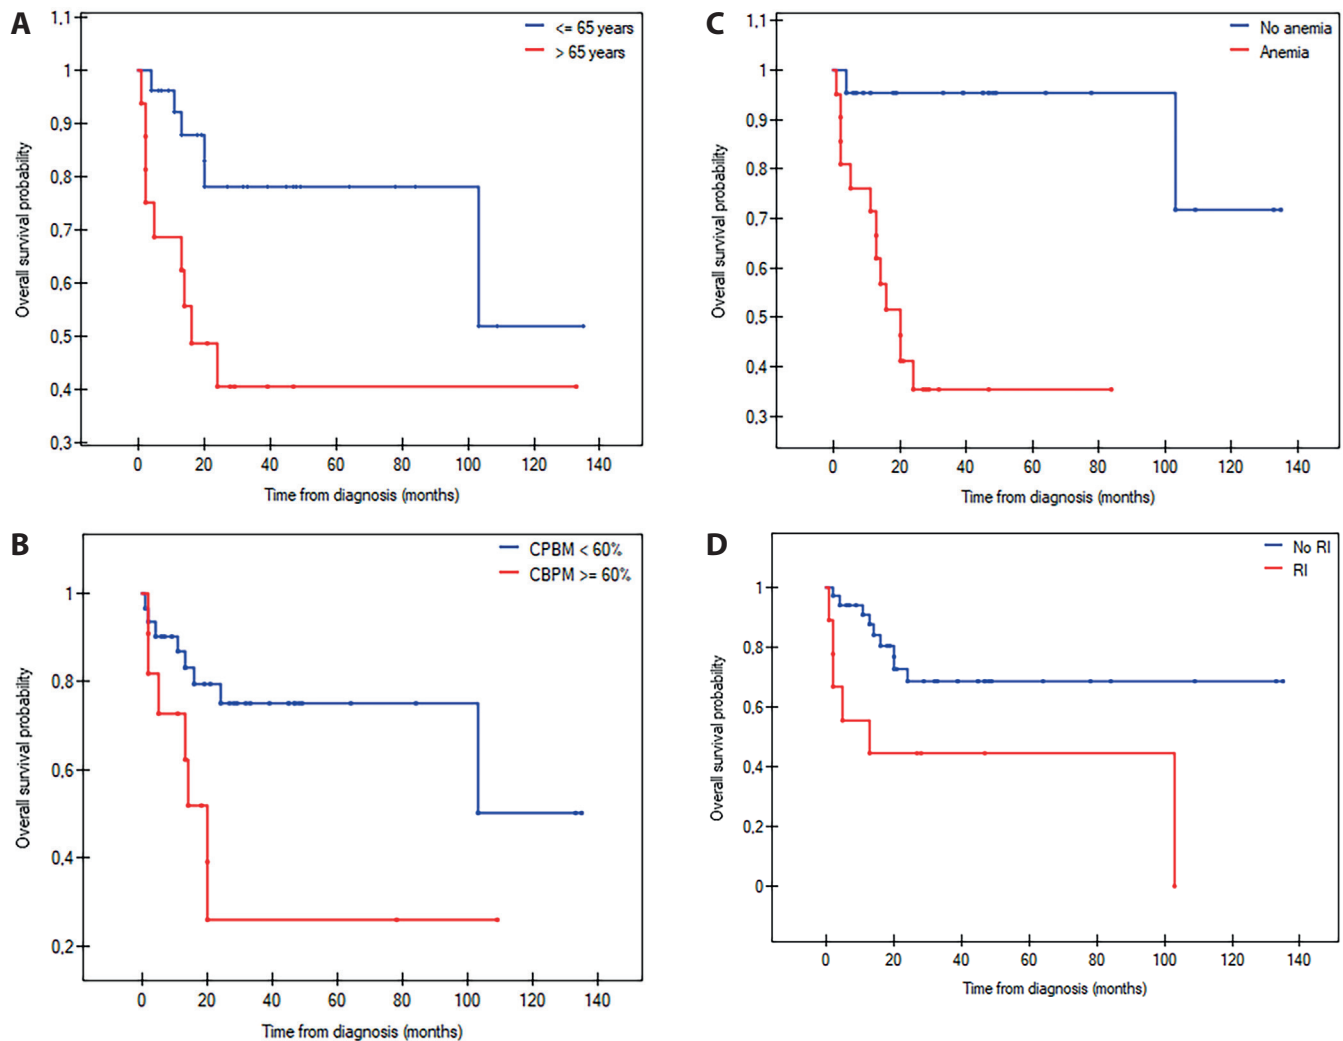 A
<= 65 years
> 65 years
1,1
1
0,9
0,8
0,7
0,6
0,5
0,4
0,3
Overall survival probability
0 20 40 60 80 100 120 140
Time from diagnosis (months)
C
No anemia
Anemia
1,1
1
0,9
0,8
0,7
0,6
0,5
0,4
0,3
Overall survival probability
0 20 40 60 80 100 120 140
Time from diagnosis (months)
B
CPBM < 60%
CBPM >= 60%
1
0,8
0,6
0,4
0,2
Overall survival probability
0 20 40 60 80 100 120 140
Time from diagnosis (months)
D
No RI
RI
1
0,8
0,6
0,4
0,2
0
Overall survival probability
0 20 40 60 80 100 120 140
Time from diagnosis (months)